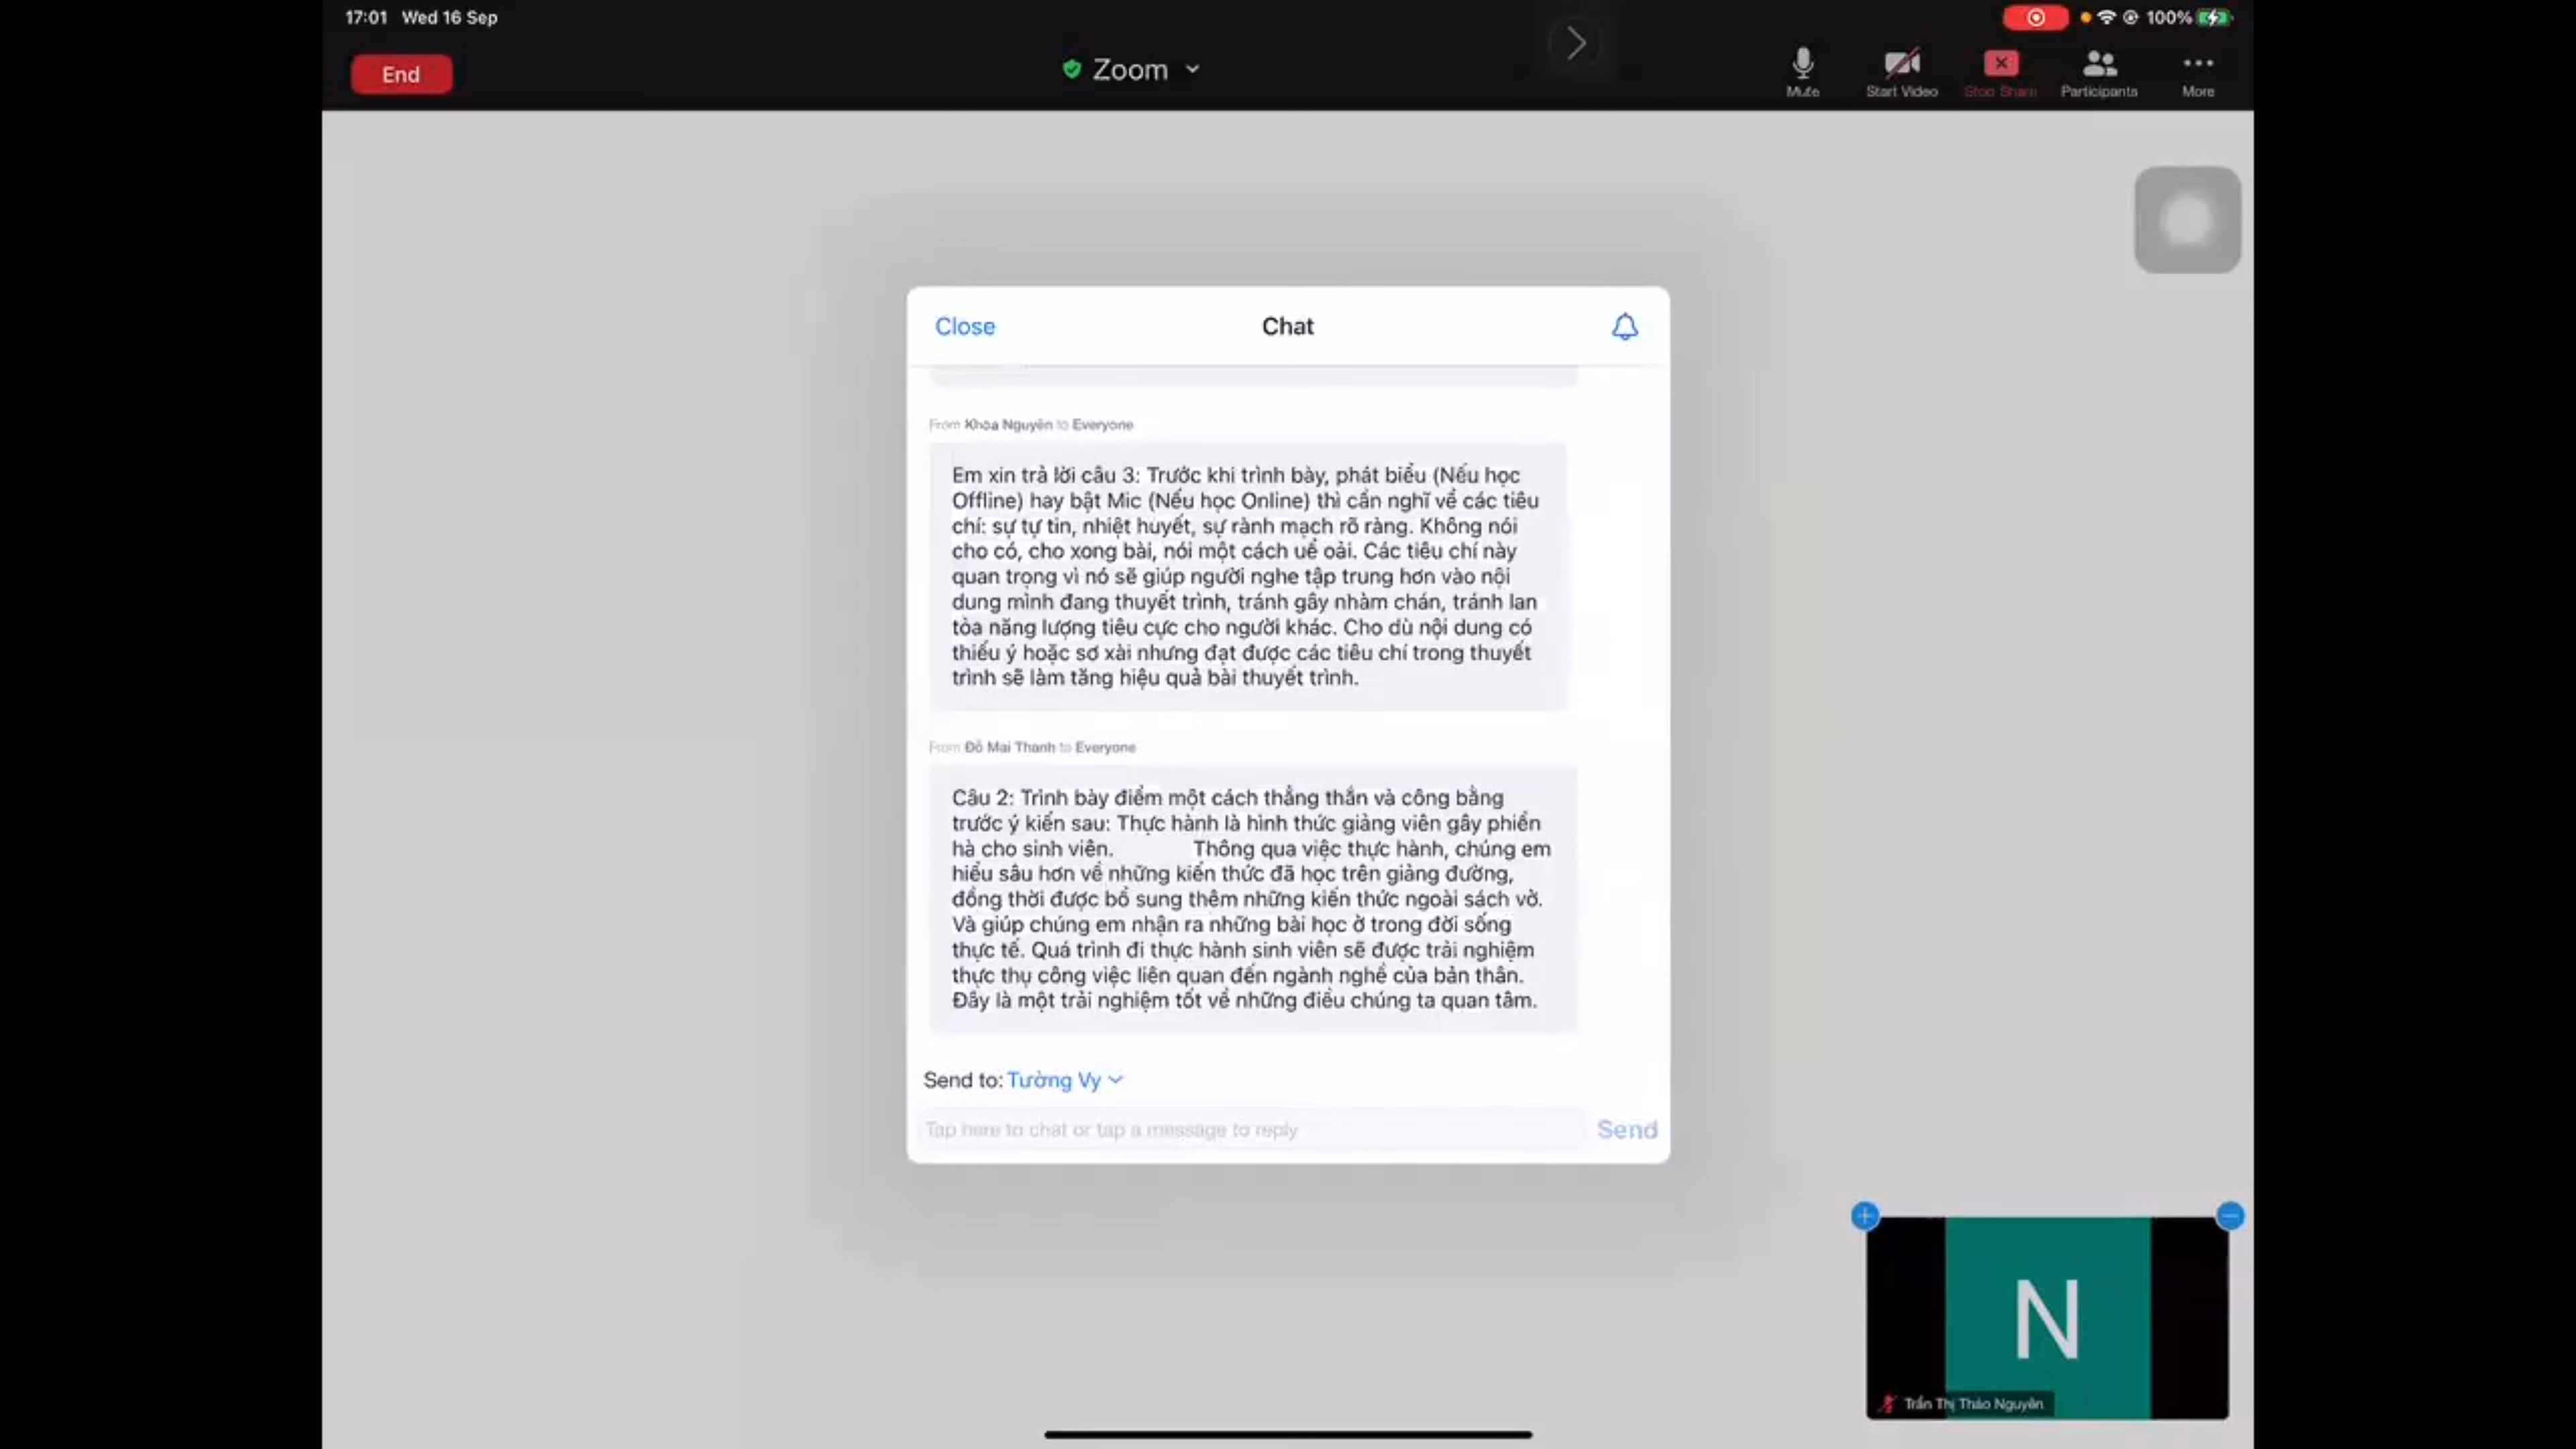 17:01 Wed 16 Sep
100%
End
Zoom
Mute
Start Video
Stop Share
Participants
More
Close
Chat
From Khoa Nguyên to Everyone
Em xin trả lời câu 3: Trước khi trình bày, phát biểu (Nếu học
Offline) hay bật Mic (Nếu học Online) thì cần nghĩ về các tiêu
chí: sự tự tin, nhiệt huyết, sự rành mạch rõ ràng. Không nói
cho có, cho xong bài, nói một cách uể oải. Các tiêu chí này
quan trọng vì nó sẽ giúp người nghe tập trung hơn vào nội
dung mình đang thuyết trình, tránh gây nhàm chán, tránh lan
tỏa năng lượng tiêu cực cho người khác. Cho dù nội dung có
thiếu ý hoặc sơ xài nhưng đạt được các tiêu chí trong thuyết
trình sẽ làm tăng hiệu quả bài thuyết trình.
From Đỗ Mai Thanh to Everyone
Câu 2: Trình bày điểm một cách thẳng thắn và công bằng
trước ý kiến sau: Thực hành là hình thức giảng viên gây phiền
hà cho sinh viên. Thông qua việc thực hành, chúng em
hiểu sâu hơn về những kiến thức đã học trên giảng đường,
đồng thời được bổ sung thêm những kiến thức ngoài sách vở.
Và giúp chúng em nhận ra những bài học ở trong đời sống
thực tế. Quá trình đi thực hành sinh viên sẽ được trải nghiệm
thực thụ công việc liên quan đến ngành nghề của bản thân.
Đây là một trải nghiệm tốt về những điều chúng ta quan tâm.
Send to: Tường Vy
Tap here to chat or tap a message to reply
Send
N
Trần Thị Thảo Nguyên